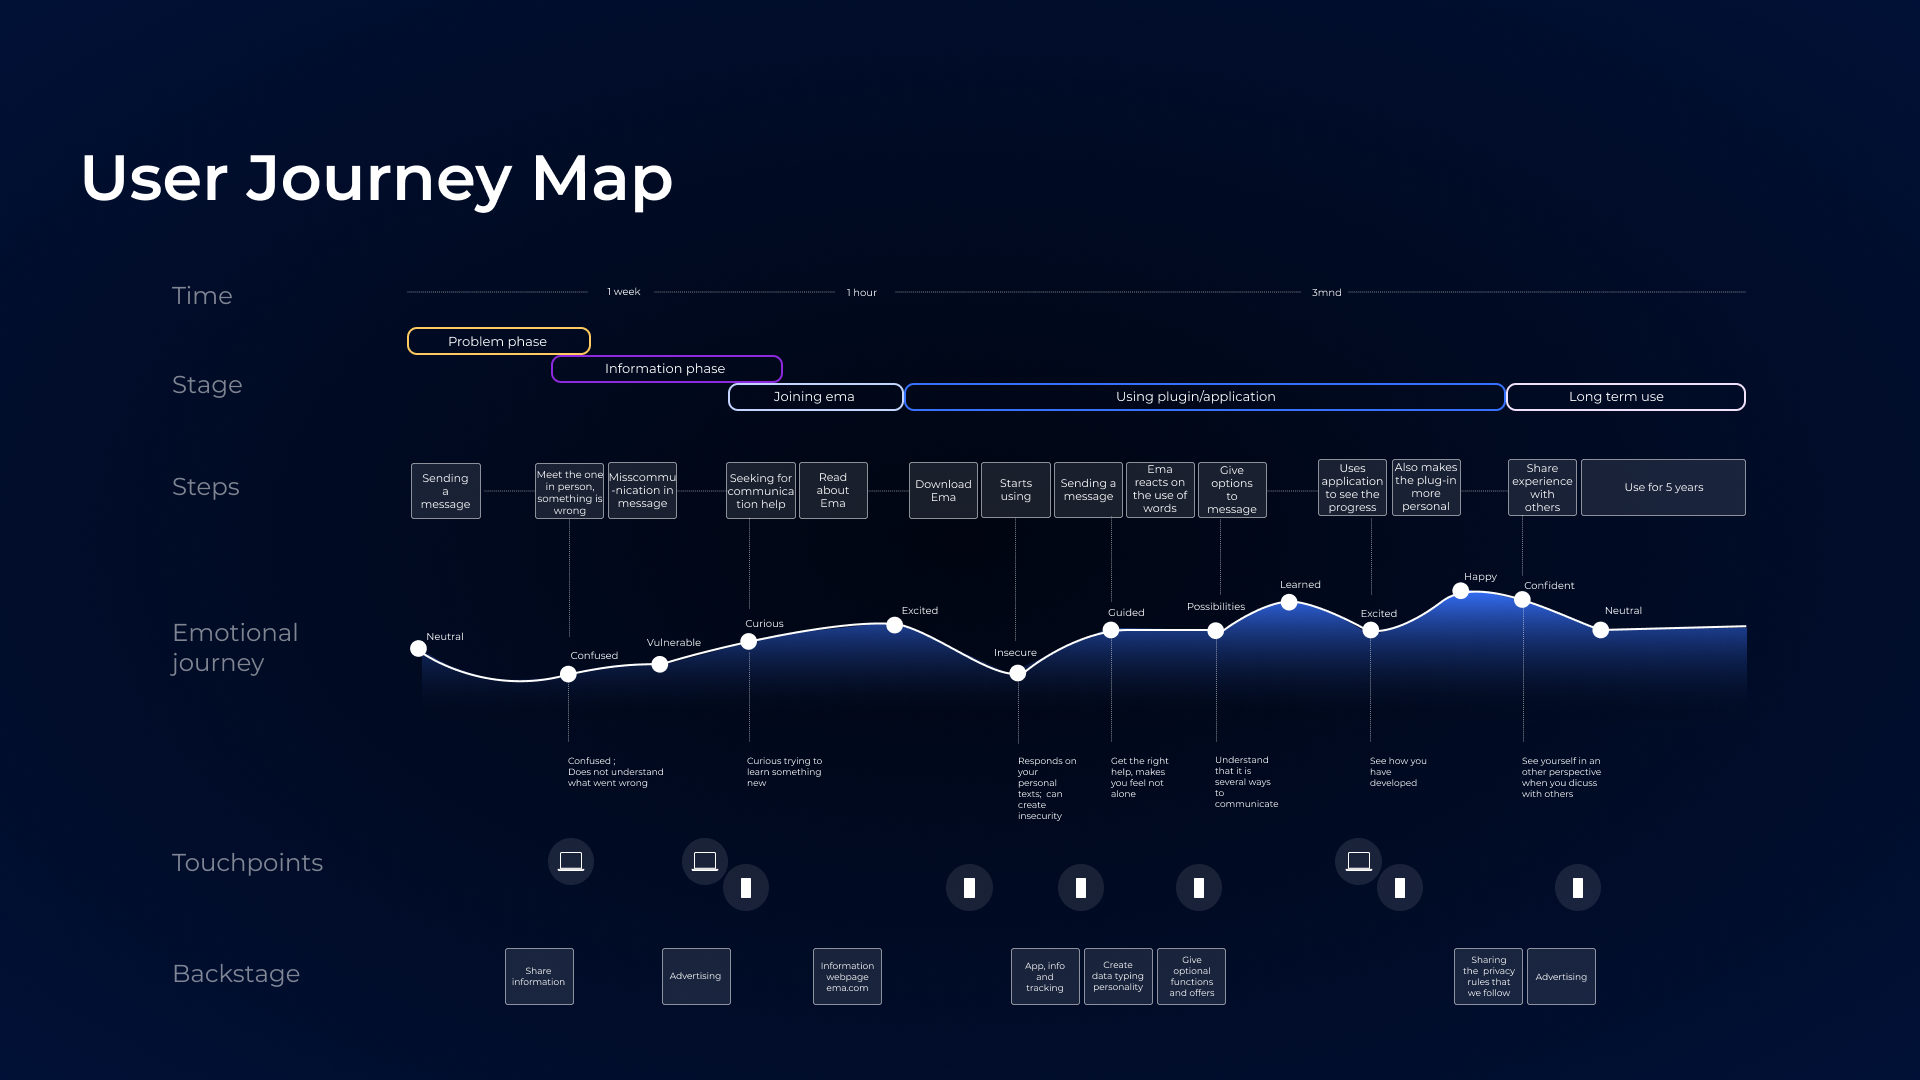 User Journey Map
Time
1 week
1 hour
3mnd
Stage
Problem phase
Information phase
Joining ema
Using plugin/application
Long term use
Steps
Sending
a
message
Meet the one
in person,
something is
wrong
Misscommu
-nication in
message
Seeking for
communica
tion help
Read
about
Ema
Download
Ema
Starts
using
Sending a
message
Ema
reacts on
the use of
words
Give
options
to
message
Uses
application
to see the
progress
Also makes
the plug-in
more
personal
Share
experience
with
others
Use for 5 years
Emotional
journey
Neutral
Confused
Vulnerable
Curious
Excited
Insecure
Guided
Possibilities
Learned
Excited
Happy
Confident
Neutral
Confused ;
Does not understand
what went wrong
Curious trying to
learn something
new
Responds on
your
personal
texts;  can
create
insecurity
Get the right
help, makes
you feel not
alone
Understand
that it is
several ways
to
communicate
See how you
have
developed
See yourself in an
other perspective
when you dicuss
with others
Touchpoints
Backstage
Share
information
Advertising
Information
webpage
ema.com
App, info
and
tracking
Create
data typing
personality
Give
optional
functions
and offers
Sharing
the  privacy
rules that
we follow
Advertising